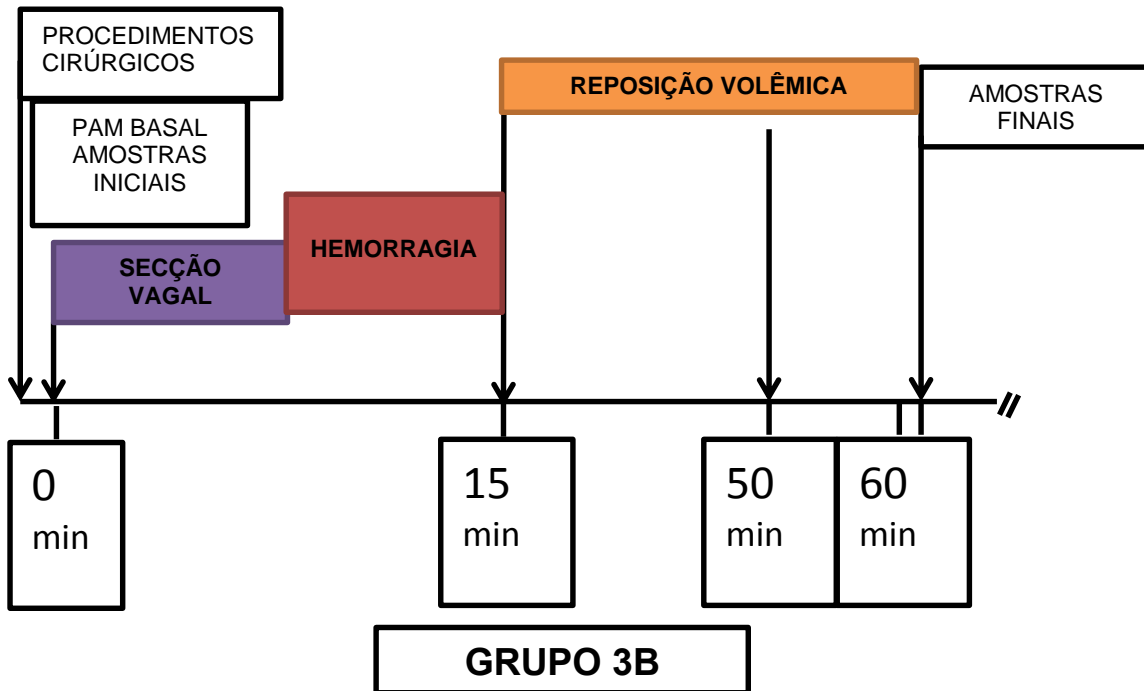 PROCEDIMENTOS
CIRÚRGICOS
PAM BASAL
AMOSTRAS
INICIAIS
SECÇÃO
VAGAL
HEMORRAGIA
REPOSIÇÃO VOLÊMICA
AMOSTRAS
FINAIS
0
min
15
min
50
min
60
min
GRUPO 3B